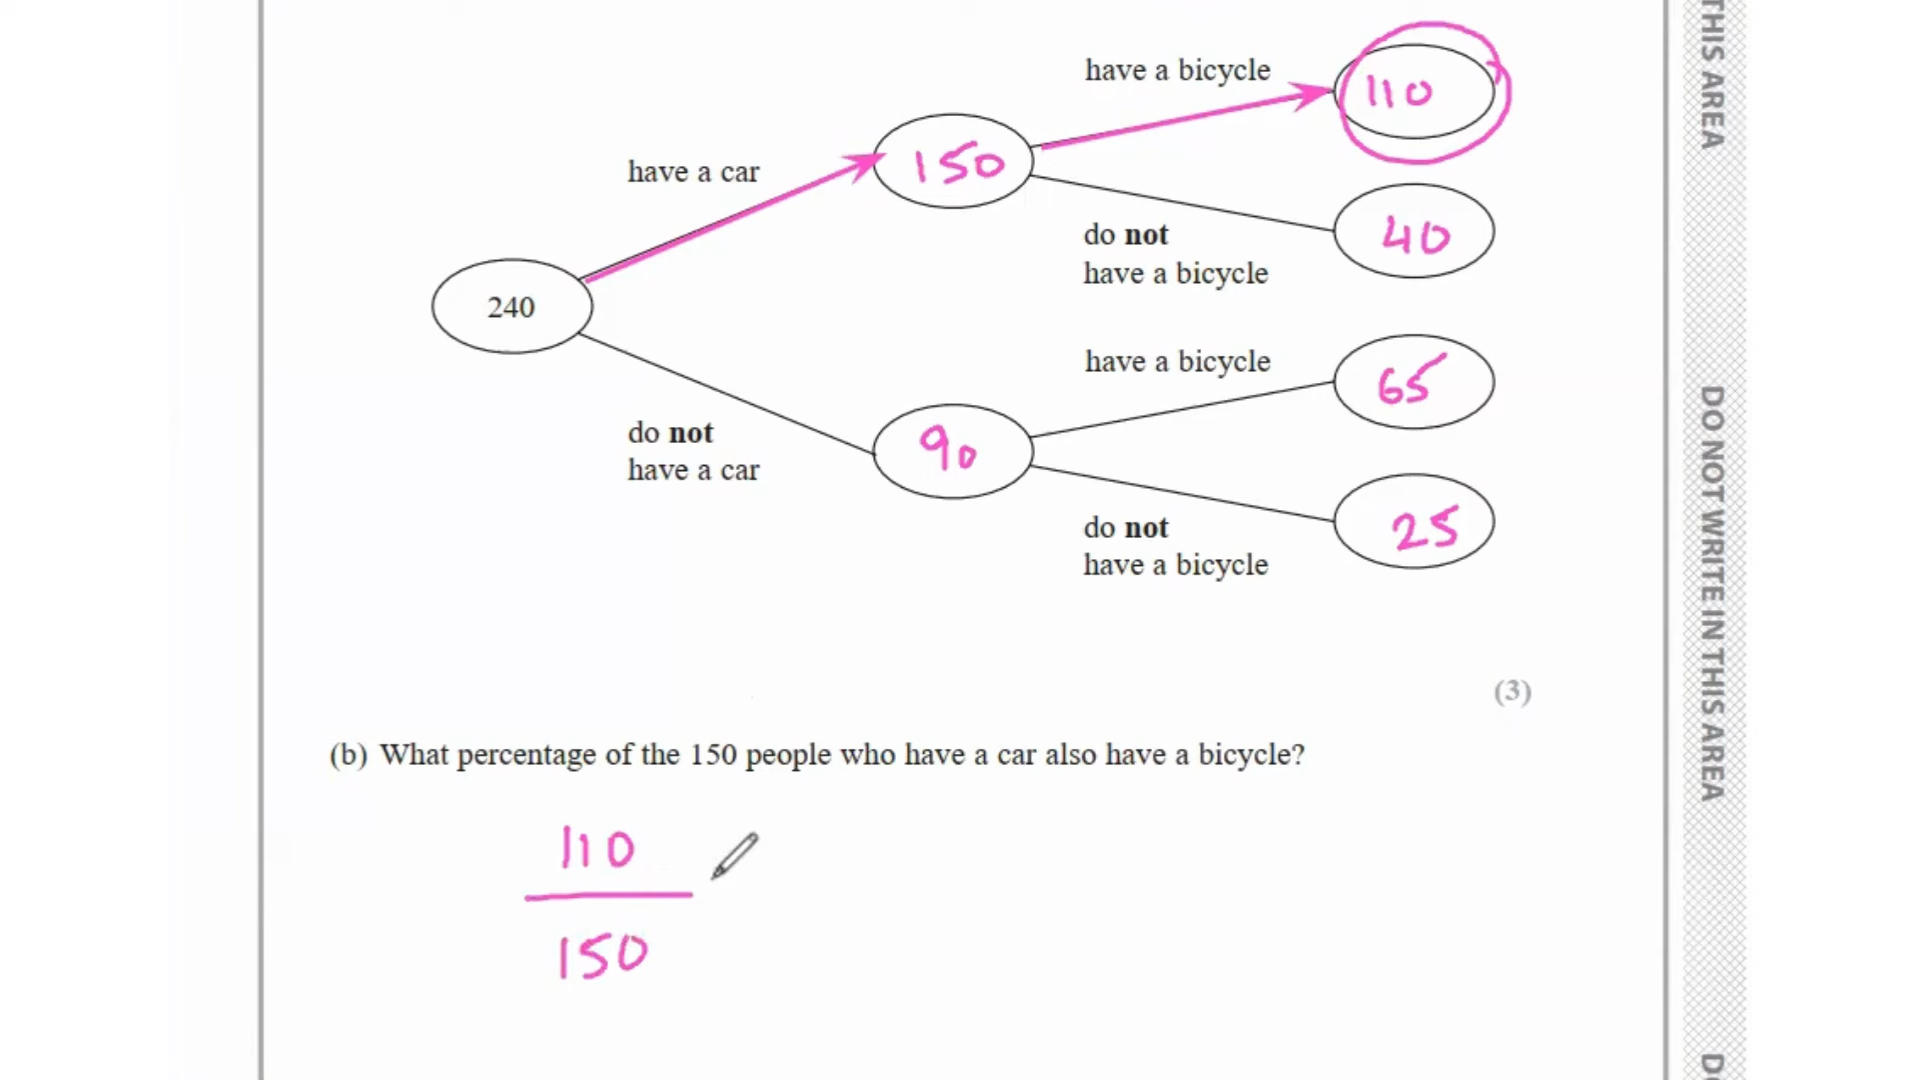 THIS AREA
have a bicycle
110
have a car
150
do not
have a bicycle
40
240
have a bicycle
65
do not
have a car
90
do not
have a bicycle
25
DO NOT WRITE IN THIS AREA
(3)
(b) What percentage of the 150 people who have a car also have a bicycle?
110
150